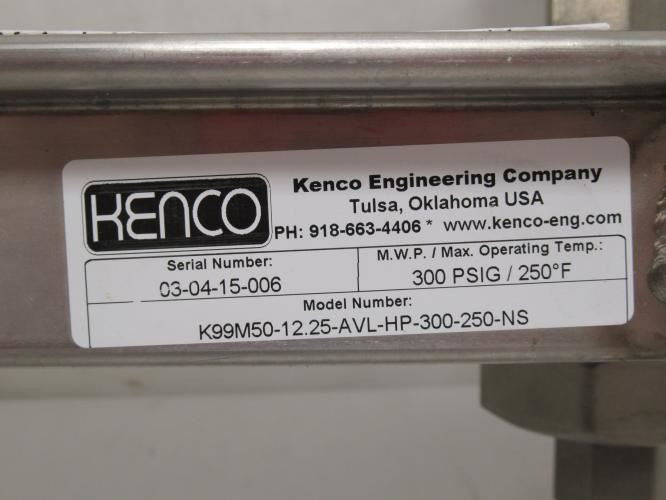 KENCO
Kenco Engineering Company
Tulsa, Oklahoma USA
PH: 918-663-4406 * www.kenco-eng.com
Serial Number:
03-04-15-006
M.W.P. / Max. Operating Temp.:
300 PSIG / 250°F
Model Number:
K99M50-12.25-AVL-HP-300-250-NS